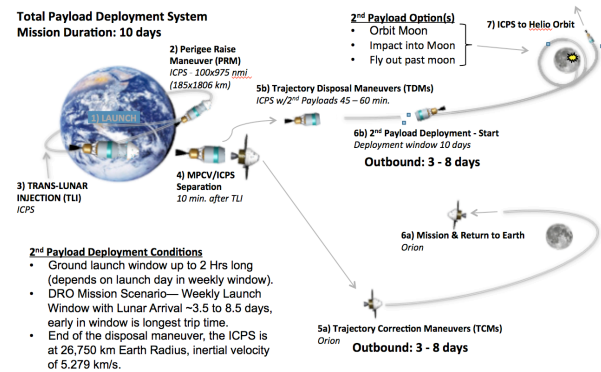 Total Payload Deployment System
Mission Duration: 10 days
2nd Payload Option(s)
• Orbit Moon
• Impact into Moon
• Fly out past moon
7) ICPS to Helio Orbit
2) Perigee Raise
Maneuver (PRM)
ICPS - 100x975 nmi
(185x1806 km)
1) LAUNCH
5b) Trajectory Disposal Maneuvers (TDMs)
ICPS w/2nd Payloads 45 – 60 min.
6b) 2nd Payload Deployment - Start
Deployment window 10 days
Outbound: 3 - 8 days
3) TRANS-LUNAR
INJECTION (TLI)
ICPS
4) MPCV/ICPS
Separation
10 min. after TLI
6a) Mission & Return to Earth
Orion
2nd Payload Deployment Conditions
• Ground launch window up to 2 Hrs long
(depends on launch day in weekly window).
• DRO Mission Scenario— Weekly Launch
Window with Lunar Arrival ~3.5 to 8.5 days,
early in window is longest trip time.
• End of the disposal maneuver, the ICPS is
at 26,750 km Earth Radius, inertial velocity
of 5.279 km/s.
5a) Trajectory Correction Maneuvers (TCMs)
Orion
Outbound: 3 - 8 days